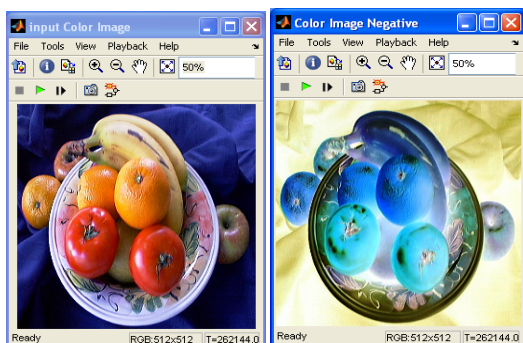 input Color Image
File Tools View Playback Help
50%
Ready RGB:512x512 T=262144.0
Color Image Negative
File Tools View Playback Help
50%
Ready RGB:512x512 T=262144.0